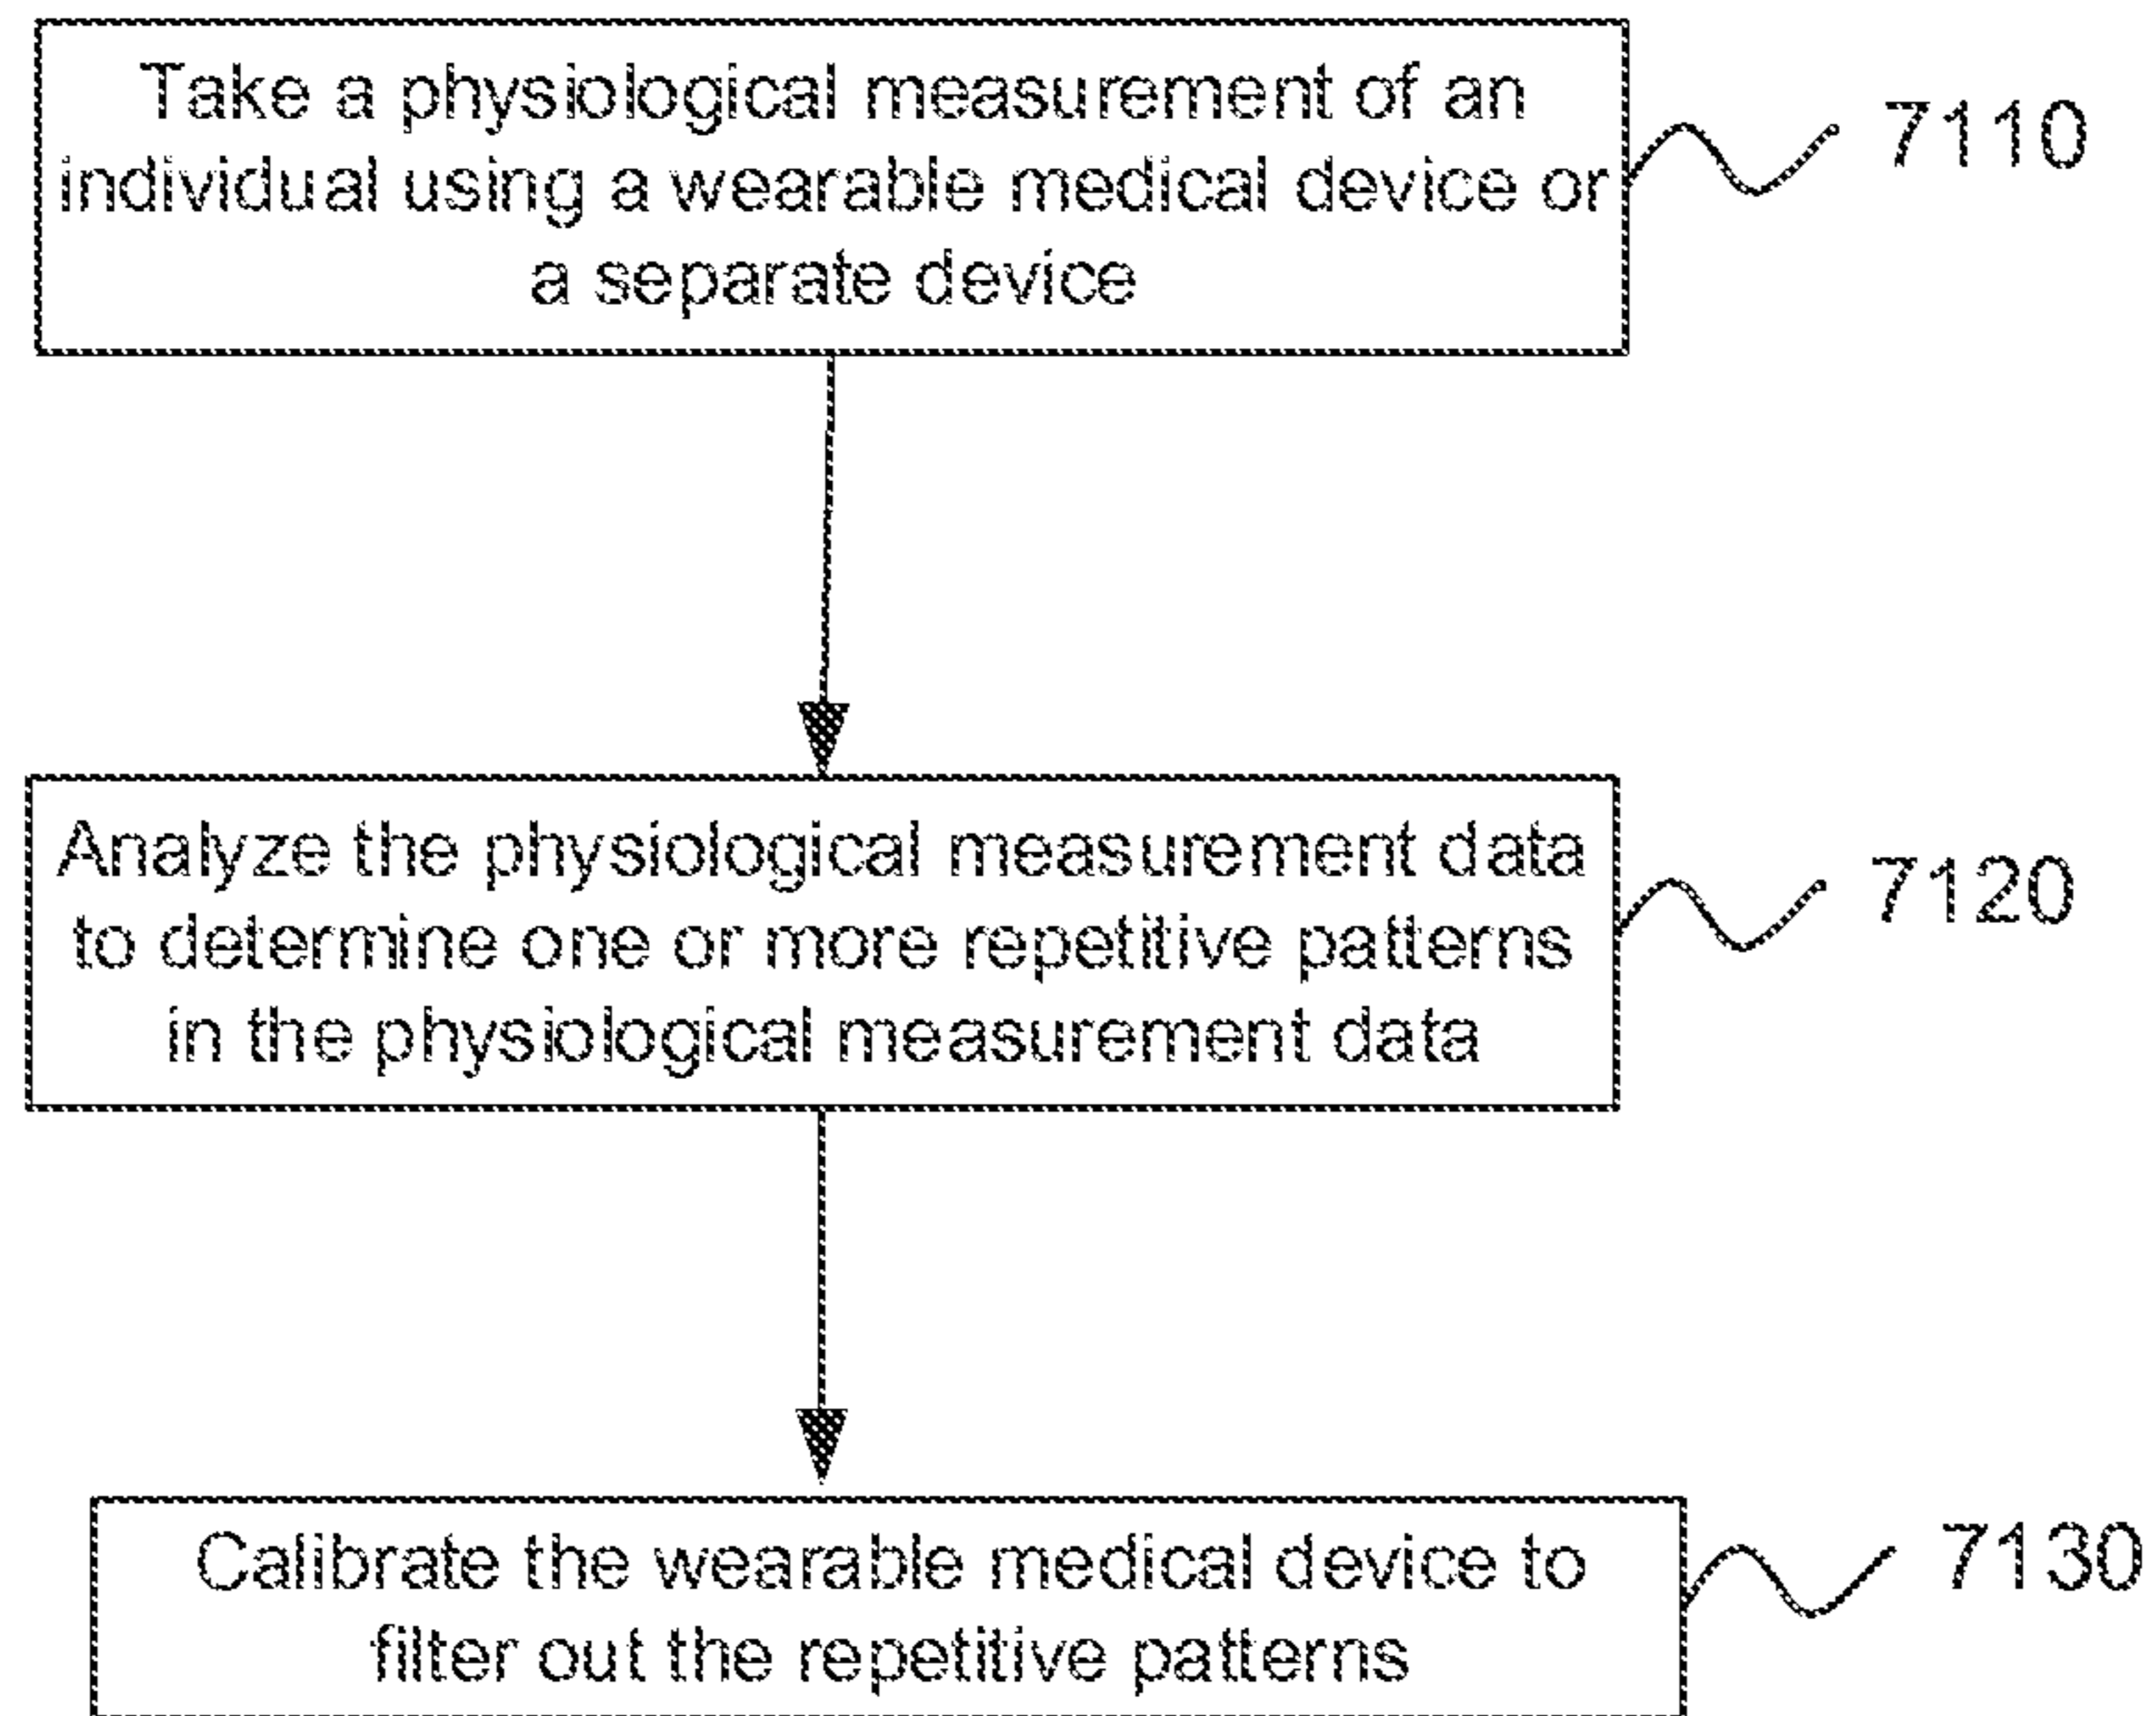 Take a physiological measurement of an
individual using a wearable medical device or
a separate device
7110
Analyze the physiological measurement data
to determine one or more repetitive patterns
in the physiological measurement data
7120
Calibrate the wearable medical device to
filter out the repetitive patterns
7130